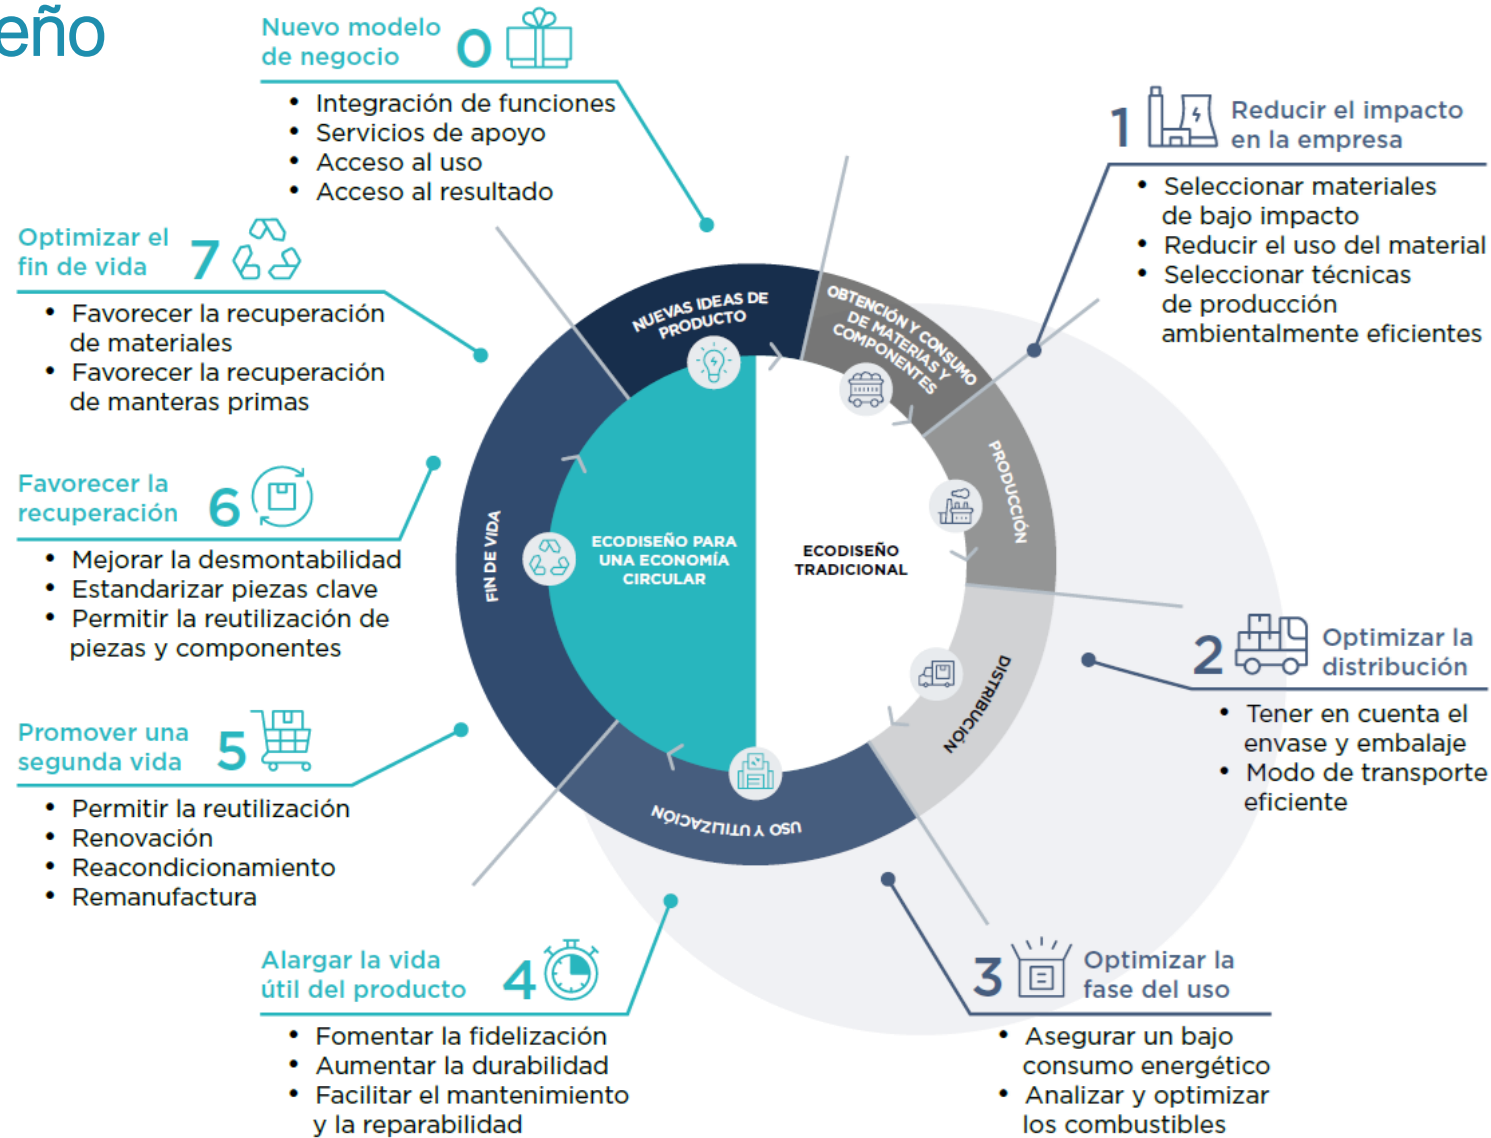 eño
Nuevo modelo
de negocio
0
• Integración de funciones
• Servicios de apoyo
• Acceso al uso
• Acceso al resultado
1
Reducir el impacto
en la empresa
• Seleccionar materiales
de bajo impacto
• Reducir el uso del material
• Seleccionar técnicas
de producción
ambientalmente eficientes
Optimizar el
fin de vida
7
• Favorecer la recuperación
de materiales
• Favorecer la recuperación
de manteras primas
Favorecer la
recuperación
6
• Mejorar la desmontabilidad
• Estandarizar piezas clave
• Permitir la reutilización de
piezas y componentes
Promover una
segunda vida
5
• Permitir la reutilización
• Renovación
• Reacondicionamiento
• Remanufactura
NUEVAS IDEAS DE
PRODUCTO
OBTENCIÓN Y CONSUMO
DE MATERIAS Y
COMPONENTES
PRODUCCIÓN
DISTRIBUCIÓN
USO Y UTILIZACIÓN
FIN DE VIDA
ECODISEÑO PARA
UNA ECONOMÍA
CIRCULAR
ECODISEÑO
TRADICIONAL
2
Optimizar la
distribución
• Tener en cuenta el
envase y embalaje
• Modo de transporte
eficiente
Alargar la vida
útil del producto
4
• Fomentar la fidelización
• Aumentar la durabilidad
• Facilitar el mantenimiento
y la reparabilidad
3
Optimizar la
fase del uso
• Asegurar un bajo
consumo energético
• Analizar y optimizar
los combustibles